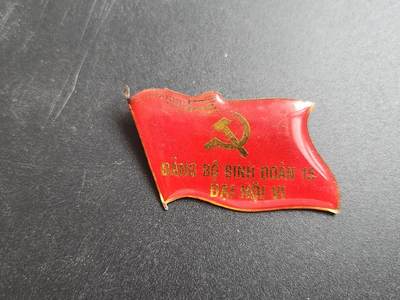 ĐẢNG BỘ BINH ĐOÀN 15
ĐẠI HỘI VI